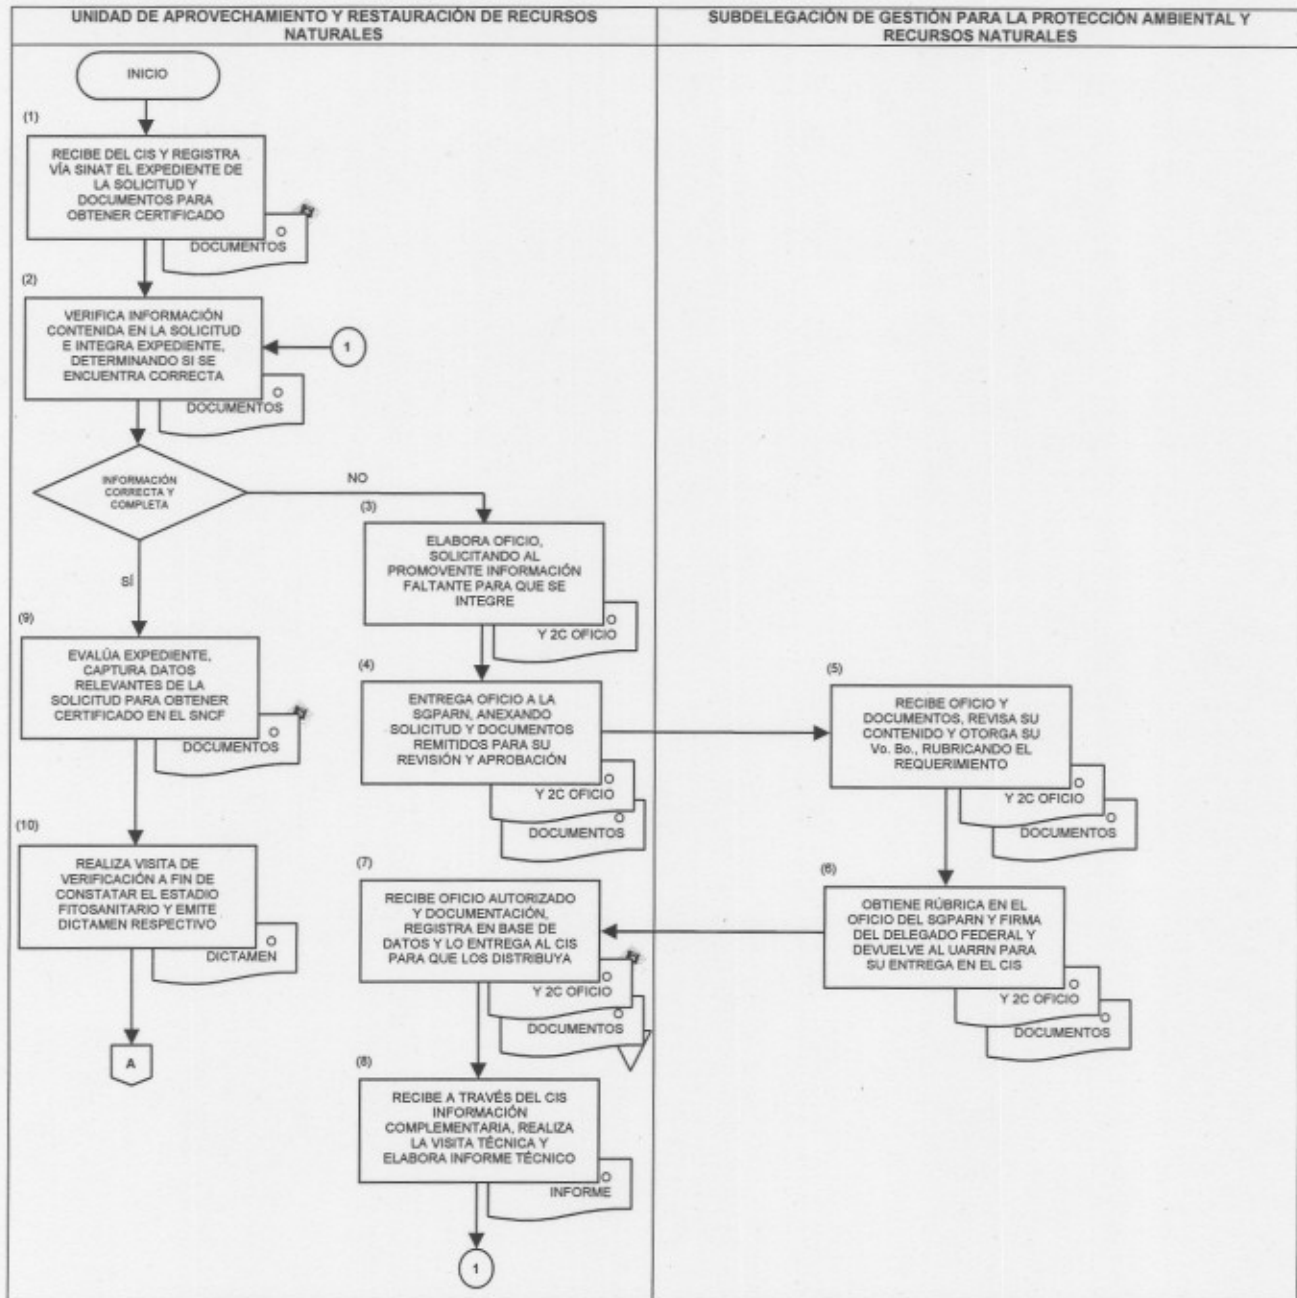 UNIDAD DE APROVECHAMIENTO Y RESTAURACIÓN DE RECURSOS
NATURALES
SUBDELEGACIÓN DE GESTIÓN PARA LA PROTECCIÓN AMBIENTAL Y
RECURSOS NATURALES
INICIO
(1)
RECIBE DEL CIS Y REGISTRA
VÍA SINAT EL EXPEDIENTE DE
LA SOLICITUD Y
DOCUMENTOS PARA
OBTENER CERTIFICADO
O
DOCUMENTOS
(2)
VERIFICA INFORMACIÓN
CONTENIDA EN LA SOLICITUD
E INTEGRA EXPEDIENTE,
DETERMINANDO SI SE
ENCUENTRA CORRECTA
1
O
DOCUMENTOS
INFORMACIÓN
CORRECTA Y
COMPLETA
NO
SÍ
(3)
ELABORA OFICIO,
SOLICITANDO AL
PROMOVENTE INFORMACIÓN
FALTANTE PARA QUE SE
INTEGRE
O
Y 2C OFICIO
(9)
EVALÚA EXPEDIENTE,
CAPTURA DATOS
RELEVANTES DE LA
SOLICITUD PARA OBTENER
CERTIFICADO EN EL SNCF
O
DOCUMENTOS
(4)
ENTREGA OFICIO A LA
SGPARN, ANEXANDO
SOLICITUD Y DOCUMENTOS
REMITIDOS PARA SU
REVISIÓN Y APROBACIÓN
O
Y 2C OFICIO
O
DOCUMENTOS
(5)
RECIBE OFICIO Y
DOCUMENTOS, REVISA SU
CONTENIDO Y OTORGA SU
Vo. Bo., RUBRICANDO EL
REQUERIMIENTO
O
Y 2C OFICIO
O
DOCUMENTOS
(10)
REALIZA VISITA DE
VERIFICACIÓN A FIN DE
CONSTATAR EL ESTADIO
FITOSANITARIO Y EMITE
DICTAMEN RESPECTIVO
O
DICTAMEN
A
(7)
RECIBE OFICIO AUTORIZADO
Y DOCUMENTACIÓN,
REGISTRA EN BASE DE
DATOS Y LO ENTREGA AL CIS
PARA QUE LOS DISTRIBUYA
O
Y 2C OFICIO
O
DOCUMENTOS
(6)
OBTIENE RÚBRICA EN EL
OFICIO DEL SGPARN Y FIRMA
DEL DELEGADO FEDERAL Y
DEVUELVE AL UARRN PARA
SU ENTREGA EN EL CIS
O
Y 2C OFICIO
O
DOCUMENTOS
(8)
RECIBE A TRAVÉS DEL CIS
INFORMACIÓN
COMPLEMENTARIA, REALIZA
LA VISITA TÉCNICA Y
ELABORA INFORME TÉCNICO
O
INFORME
1